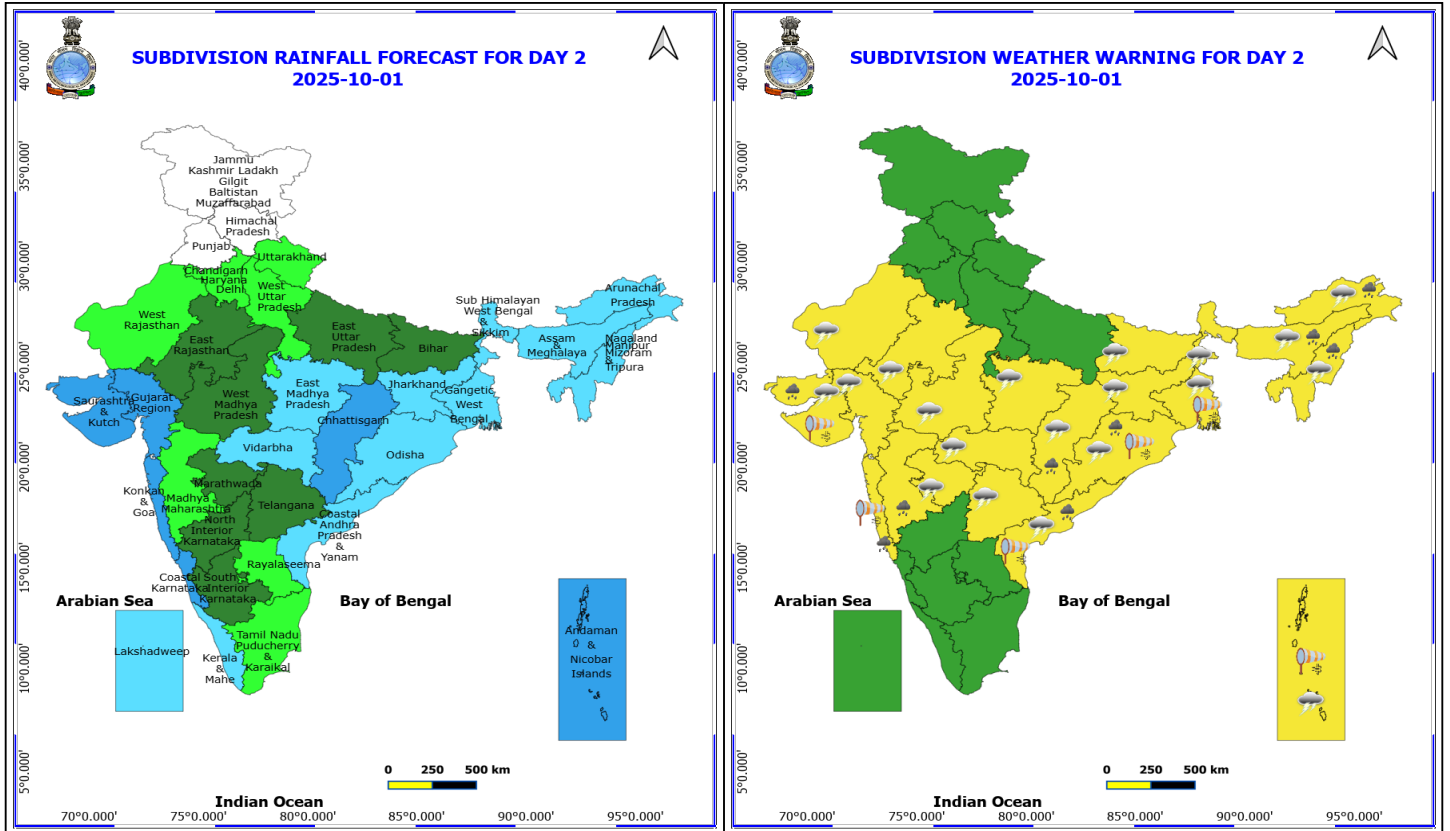 SUBDIVISION RAINFALL FORECAST FOR DAY 2
2025-10-01
40°0.000'
35°0.000'
30°0.000'
25°0.000'
20°0.000'
15°0.000'
10°0.000'
5°0.000'
Jammu
Kashmir Ladakh
Gilgit
Baltistan
Muzaffarabad
Himachal
Pradesh
Punjab
Uttarakhand
Chandigarh
Haryana
Delhi
West
Uttar
Pradesh
West
Rajasthan
East
Rajasthan
East
Uttar
Pradesh
Bihar
Sub Himalayan
West Bengal
&
Sikkim
Arunachal
Pradesh
Assam
&
Meghalaya
Nagaland
Manipur
Mizoram
&
Tripura
Saurashtra
&
Kutch
Gujarat
Region
West
Madhya
Pradesh
East
Madhya
Pradesh
Jharkhand
Gangetic
West
Bengal
Chhattisgarh
Vidarbha
Odisha
Konkan
&
Goa
Madhya
Maharashtra
Marathwada
Telangana
North
Interior
Karnataka
Coastal
Andhra
Pradesh
&
Yanam
Rayalaseema
Coastal
Karnataka
South
Interior
Karnataka
Tamil Nadu
Puducherry
&
Karaikal
Kerala
&
Mahe
Lakshadweep
Andaman
&
Nicobar
Islands
Arabian Sea
Bay of Bengal
0 250 500 km
Indian Ocean
70°0.000' 75°0.000' 80°0.000' 85°0.000' 90°0.000' 95°0.000'
SUBDIVISION WEATHER WARNING FOR DAY 2
2025-10-01
40°0.000'
35°0.000'
30°0.000'
25°0.000'
20°0.000'
15°0.000'
10°0.000'
5°0.000'
Arabian Sea
Bay of Bengal
0 250 500 km
Indian Ocean
70°0.000' 75°0.000' 80°0.000' 85°0.000' 90°0.000' 95°0.000'